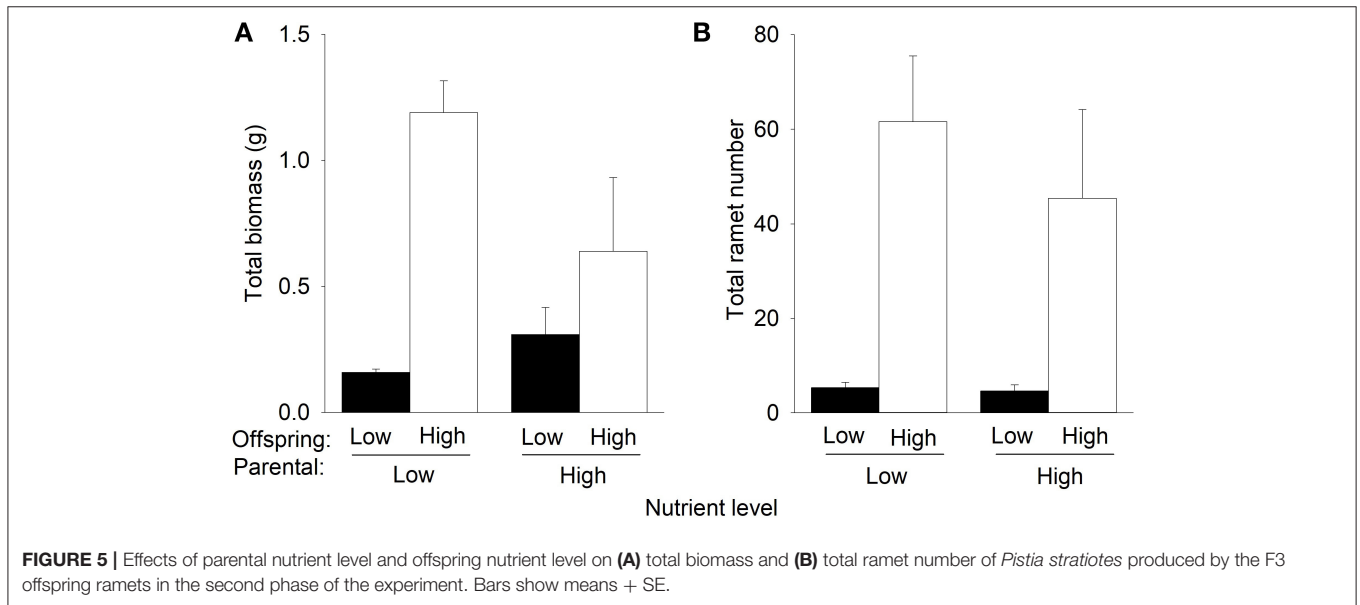 A
B
1.5
1.0
0.5
0.0
Total biomass (g)
80
60
40
20
0
Total ramet number
Offspring: Low High Low High
Parental: Low High
Low High Low High
Low High
Nutrient level
FIGURE 5 | Effects of parental nutrient level and offspring nutrient level on (A) total biomass and (B) total ramet number of Pistia stratiotes produced by the F3
offspring ramets in the second phase of the experiment. Bars show means + SE.